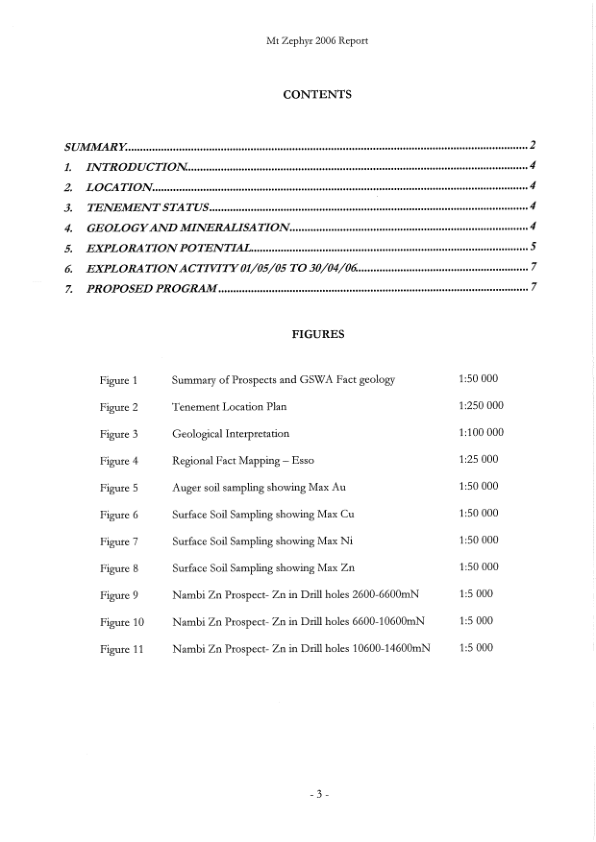 Mt Zephyr 2006 Report
CONTENTS
SUMMARY 2
1. INTRODUCTION 4
2. LOCATION 4
3. TENEMENT STATUS 4
4. GEOLOGY AND MINERALISATION 4
5. EXPLORATION POTENTIAL 5
6. EXPLORATION ACTIVITY 01/05/05 TO 30/04/06 7
7. PROPOSED PROGRAM 7
FIGURES
Figure 1 Summary of Prospects and GSWA Fact geology 1:50 000
Figure 2 Tenement Location Plan 1:250 000
Figure 3 Geological Interpretation 1:100 000
Figure 4 Regional Fact Mapping – Esso 1:25 000
Figure 5 Auger soil sampling showing Max Au 1:50 000
Figure 6 Surface Soil Sampling showing Max Cu 1:50 000
Figure 7 Surface Soil Sampling showing Max Ni 1:50 000
Figure 8 Surface Soil Sampling showing Max Zn 1:50 000
Figure 9 Nambi Zn Prospect- Zn in Drill holes 2600-6600mN 1:5 000
Figure 10 Nambi Zn Prospect- Zn in Drill holes 6600-10600mN 1:5 000
Figure 11 Nambi Zn Prospect- Zn in Drill holes 10600-14600mN 1:5 000
- 3 -